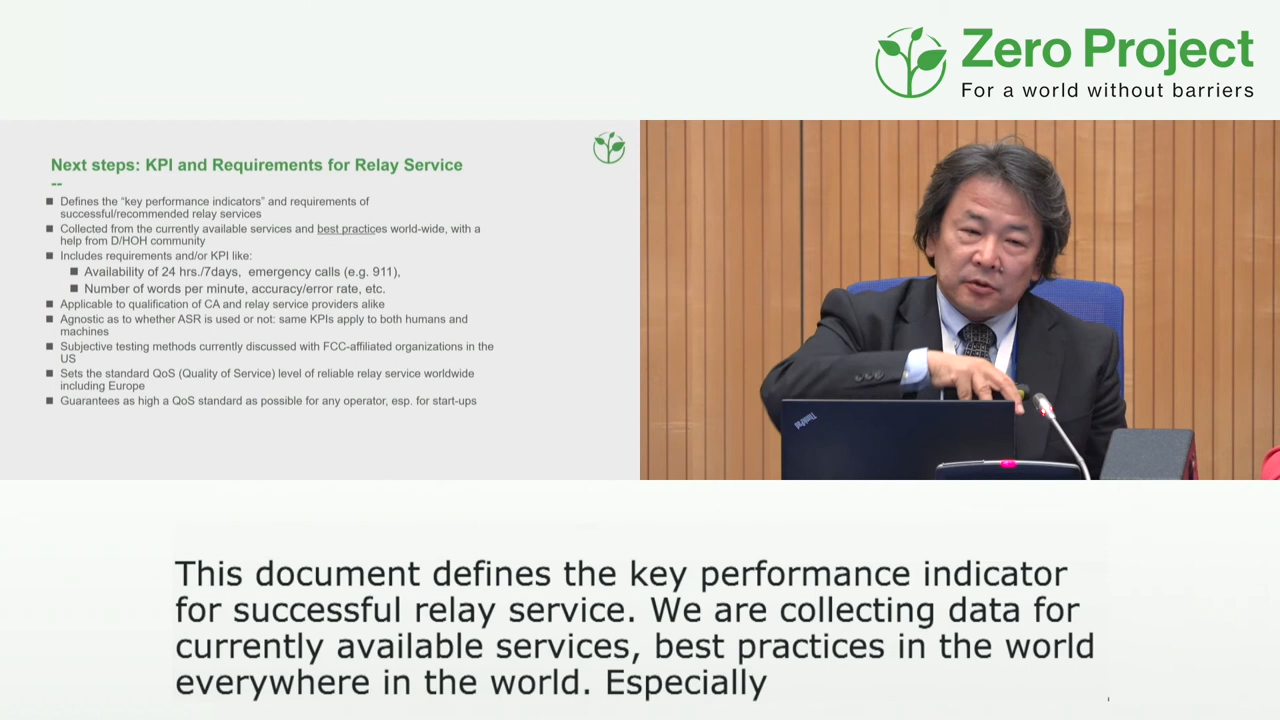 Zero Project
For a world without barriers
Next steps: KPI and Requirements for Relay Service
--
Defines the “key performance indicators” and requirements of
successful/recommended relay services
Collected from the currently available services and best practices world-wide, with a
help from D/HOH community
Includes requirements and/or KPI like:
Availability of 24 hrs./7days, emergency calls (e.g. 911),
Number of words per minute, accuracy/error rate, etc.
Applicable to qualification of CA and relay service providers alike
Agnostic as to whether ASR is used or not: same KPIs apply to both humans and
machines
Subjective testing methods currently discussed with FCC-affiliated organizations in the
US
Sets the standard QoS (Quality of Service) level of reliable relay service worldwide
including Europe
Guarantees as high a QoS standard as possible for any operator, esp. for start-ups
ThinkPad
This document defines the key performance indicator
for successful relay service. We are collecting data for
currently available services, best practices in the world
everywhere in the world. Especially